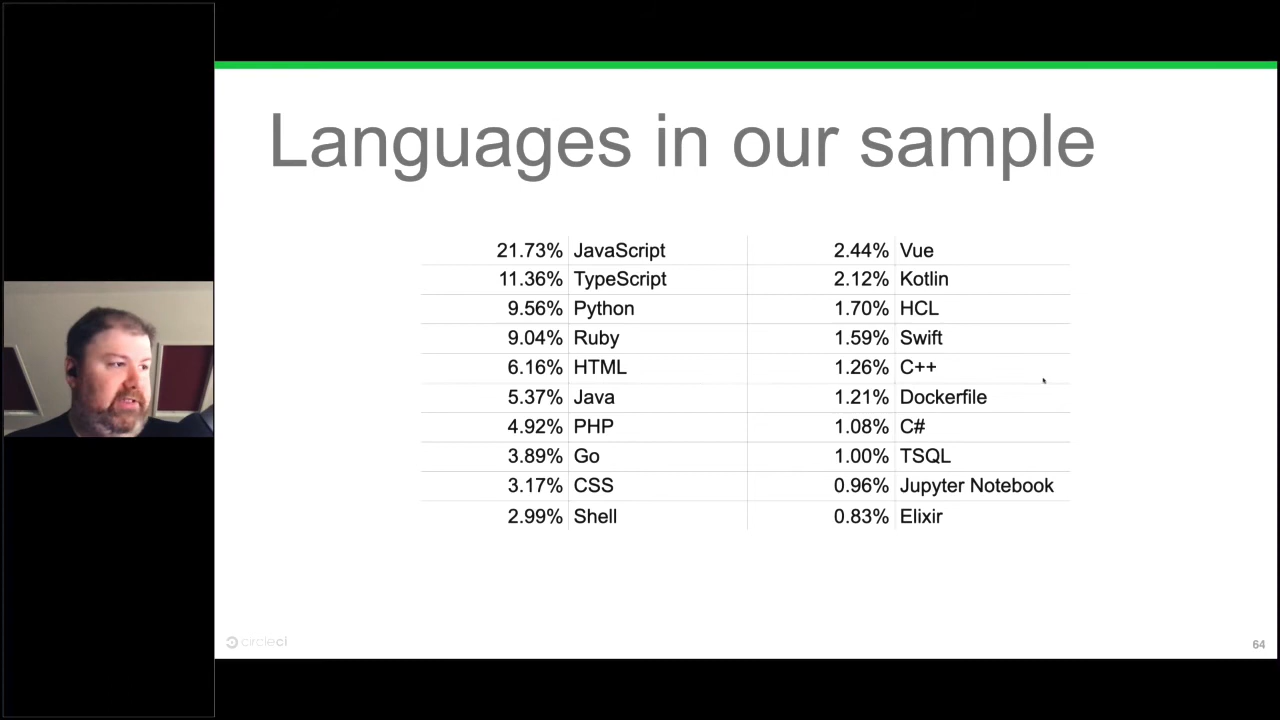 Languages in our sample
21.73% JavaScript 2.44% Vue
11.36% TypeScript 2.12% Kotlin
9.56% Python 1.70% HCL
9.04% Ruby 1.59% Swift
6.16% HTML 1.26% C++
5.37% Java 1.21% Dockerfile
4.92% PHP 1.08% C#
3.89% Go 1.00% TSQL
3.17% CSS 0.96% Jupyter Notebook
2.99% Shell 0.83% Elixir
circleci 64